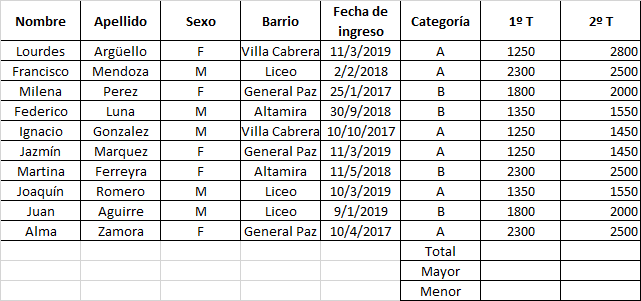 Nombre Apellido Sexo Barrio Fecha de ingreso Categoría 1º T 2º T
Lourdes Argüello F Villa Cabrera 11/3/2019 A 1250 2800
Francisco Mendoza M Liceo 2/2/2018 A 2300 2500
Milena Perez F General Paz 25/1/2017 B 1800 2000
Federico Luna M Altamira 30/9/2018 B 1350 1550
Ignacio Gonzalez M Villa Cabrera 10/10/2017 A 1250 1450
Jazmín Marquez F General Paz 11/3/2019 A 1250 1450
Martina Ferreyra F Altamira 11/5/2018 B 2300 2500
Joaquín Romero M Liceo 10/3/2019 A 1350 1550
Juan Aguirre M Liceo 9/1/2019 B 1800 2000
Alma Zamora F General Paz 10/4/2017 A 2300 2500
Total
Mayor
Menor